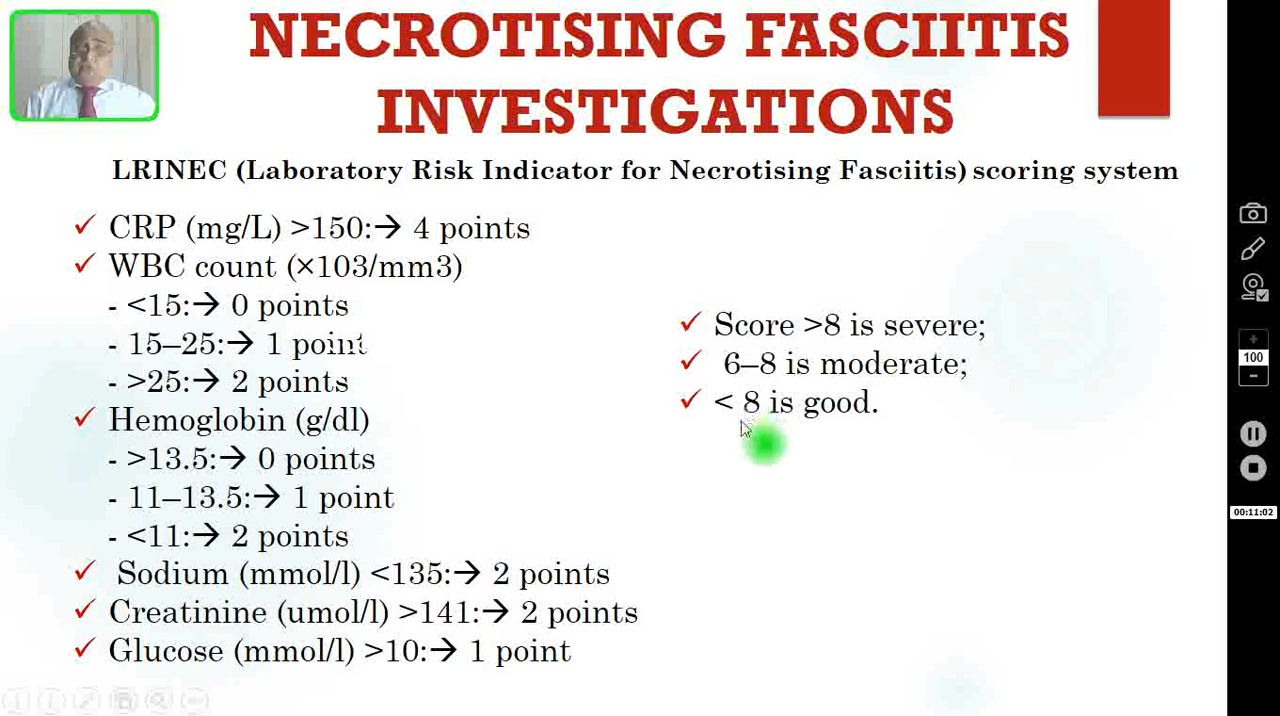 NECROTISING FASCIITIS
INVESTIGATIONS
LRINEC (Laboratory Risk Indicator for Necrotising Fasciitis) scoring system
✓ CRP (mg/L) >150:→ 4 points
✓ WBC count (×103/mm3)
- <15:→ 0 points
- 15–25:→ 1 point
- >25:→ 2 points
✓ Hemoglobin (g/dl)
- >13.5:→ 0 points
- 11–13.5:→ 1 point
- <11:→ 2 points
✓ Sodium (mmol/l) <135:→ 2 points
✓ Creatinine (umol/l) >141:→ 2 points
✓ Glucose (mmol/l) >10:→ 1 point
✓ Score >8 is severe;
✓ 6–8 is moderate;
✓ < 8 is good.
+
100
−
00:11:02